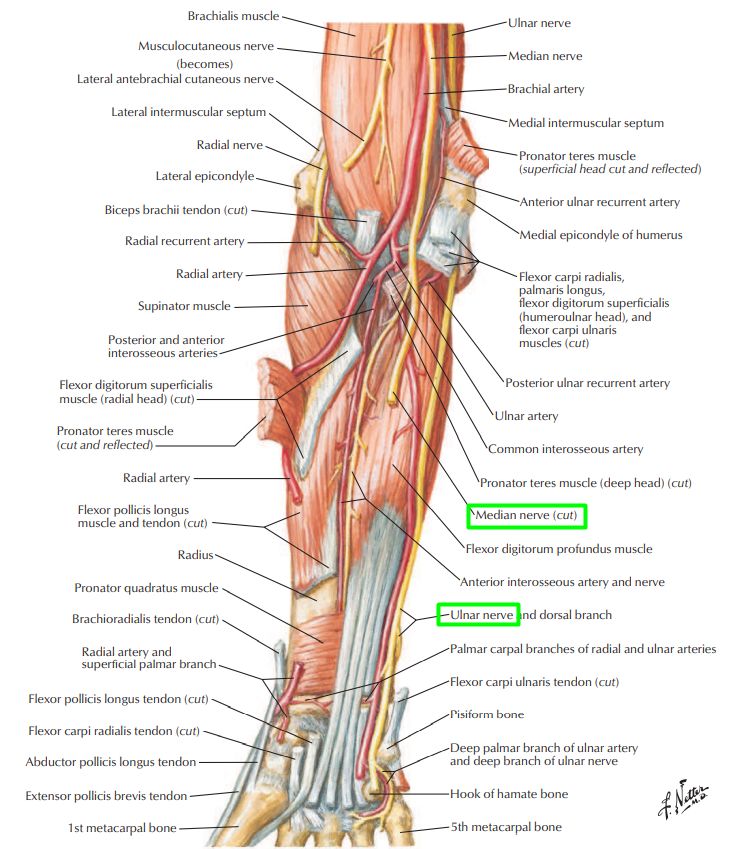 Brachialis muscle
Musculocutaneous nerve
(becomes)
Lateral antebrachial cutaneous nerve
Lateral intermuscular septum
Radial nerve
Lateral epicondyle
Biceps brachii tendon (cut)
Radial recurrent artery
Radial artery
Supinator muscle
Posterior and anterior
interosseous arteries
Flexor digitorum superficialis
muscle (radial head) (cut)
Pronator teres muscle
(cut and reflected)
Radial artery
Flexor pollicis longus
muscle and tendon (cut)
Radius
Pronator quadratus muscle
Brachioradialis tendon (cut)
Radial artery and
superficial palmar branch
Flexor pollicis longus tendon (cut)
Flexor carpi radialis tendon (cut)
Abductor pollicis longus tendon
Extensor pollicis brevis tendon
1st metacarpal bone
Ulnar nerve
Median nerve
Brachial artery
Medial intermuscular septum
Pronator teres muscle
(superficial head cut and reflected)
Anterior ulnar recurrent artery
Medial epicondyle of humerus
Flexor carpi radialis,
palmaris longus,
flexor digitorum superficialis
(humeroulnar head), and
flexor carpi ulnaris
muscles (cut)
Posterior ulnar recurrent artery
Ulnar artery
Common interosseous artery
Pronator teres muscle (deep head) (cut)
Median nerve (cut)
Flexor digitorum profundus muscle
Anterior interosseous artery and nerve
Ulnar nerve and dorsal branch
Palmar carpal branches of radial and ulnar arteries
Flexor carpi ulnaris tendon (cut)
Pisiform bone
Deep palmar branch of ulnar artery
and deep branch of ulnar nerve
Hook of hamate bone
5th metacarpal bone
F. Netter
M.D.